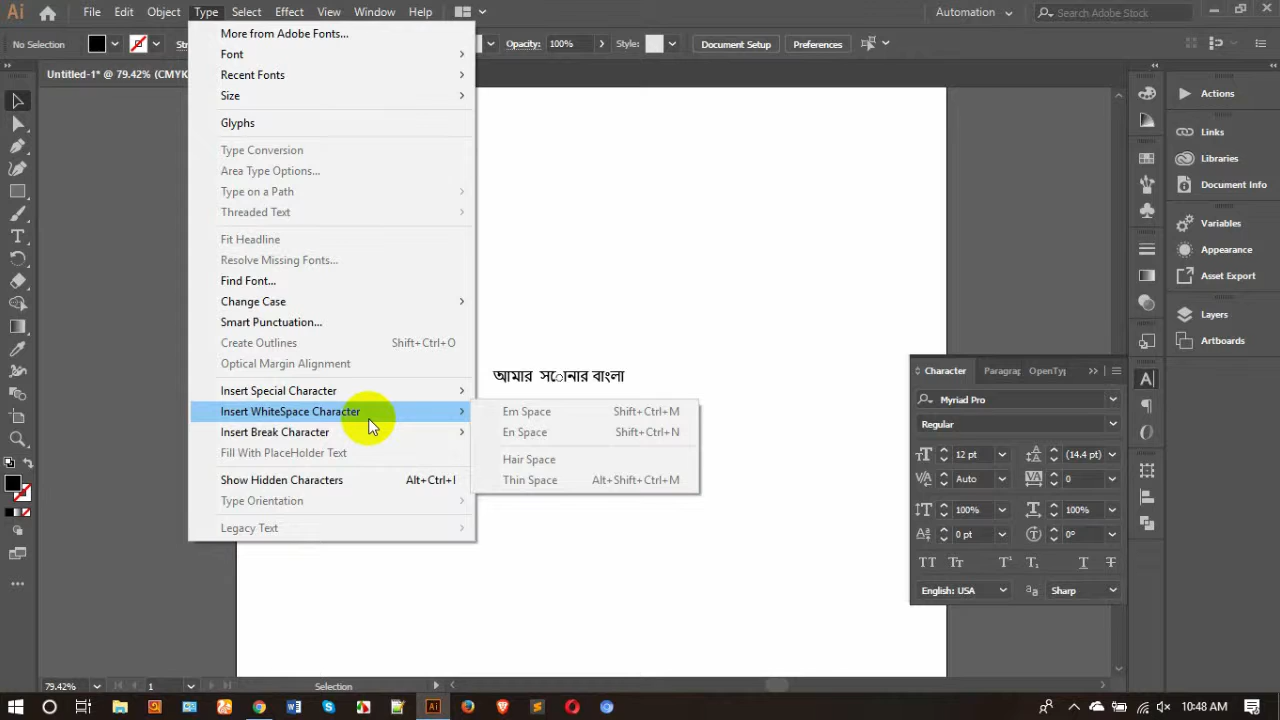 Ai File Edit Object Type Select Effect View Window Help Automation Search Adobe Stock
No Selection Opacity: 100% Style: Document Setup Preferences
Untitled-1* @ 79.42% (CMYK
More from Adobe Fonts...
Font
Recent Fonts
Size
Glyphs
Type Conversion
Area Type Options...
Type on a Path
Threaded Text
Fit Headline
Resolve Missing Fonts...
Find Font...
Change Case
Smart Punctuation...
Create Outlines Shift+Ctrl+O
Optical Margin Alignment
Insert Special Character
Insert WhiteSpace Character
Insert Break Character
Fill With PlaceHolder Text
Show Hidden Characters Alt+Ctrl+I
Type Orientation
Legacy Text
Em Space Shift+Ctrl+M
En Space Shift+Ctrl+N
Hair Space
Thin Space Alt+Shift+Ctrl+M
আমার সোনার বাংলা
Character Paragrap OpenTyp
Myriad Pro
Regular
12 pt (14.4 pt)
Auto 0
100% 100%
0 pt 0°
English: USA Sharp
Actions
Links
Libraries
Document Info
Variables
Appearance
Asset Export
Layers
Artboards
79.42% 1 Selection
10:48 AM